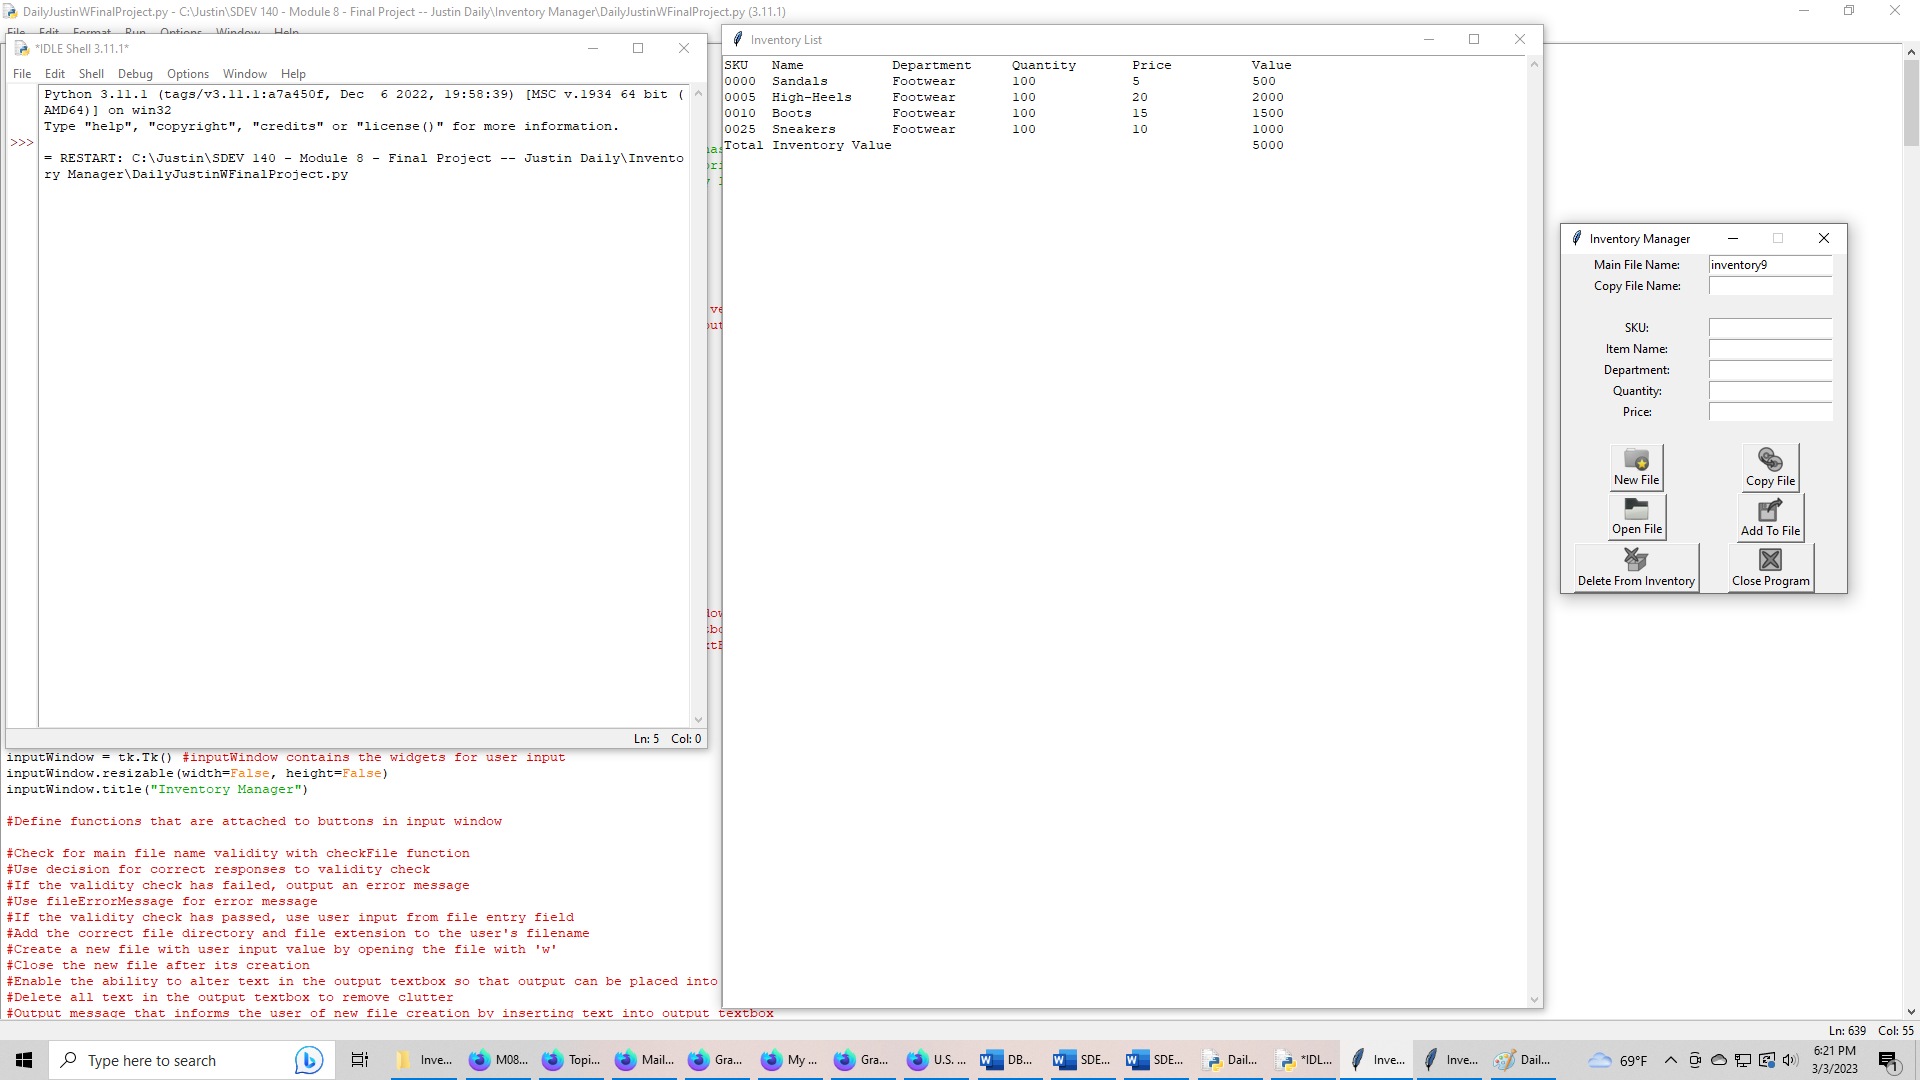 DailyJustinWFinalProject.py - C:\Justin\SDEV 140 - Module 8 - Final Project -- Justin Daily\Inventory Manager\DailyJustinWFinalProject.py (3.11.1)
File Edit Format Run Options Window Help
*IDLE Shell 3.11.1*
File Edit Shell Debug Options Window Help
Python 3.11.1 (tags/v3.11.1:a7a450f, Dec  6 2022, 19:58:39) [MSC v.1934 64 bit (
AMD64)] on win32
Type "help", "copyright", "credits" or "license()" for more information.
>>>
= RESTART: C:\Justin\SDEV 140 - Module 8 - Final Project -- Justin Daily\Invento
ry Manager\DailyJustinWFinalProject.py
Ln: 5 Col: 0
inputWindow = tk.Tk() #inputWindow contains the widgets for user input
inputWindow.resizable(width=False, height=False)
inputWindow.title("Inventory Manager")
#Define functions that are attached to buttons in input window
#Check for main file name validity with checkFile function
#Use decision for correct responses to validity check
#If the validity check has failed, output an error message
#Use fileErrorMessage for error message
#If the validity check has passed, use user input from file entry field
#Add the correct file directory and file extension to the user's filename
#Create a new file with user input value by opening the file with 'w'
#Close the new file after its creation
#Enable the ability to alter text in the output textbox so that output can be placed into
#Delete all text in the output textbox to remove clutter
#Output message that informs the user of new file creation by inserting text into output textbox
Inventory List
SKU Name Department Quantity Price Value
0000 Sandals Footwear 100 5 500
0005 High-Heels Footwear 100 20 2000
0010 Boots Footwear 100 15 1500
0025 Sneakers Footwear 100 10 1000
Total Inventory Value 5000
Inventory Manager
Main File Name: inventory9
Copy File Name:
SKU:
Item Name:
Department:
Quantity:
Price:
New File Copy File
Open File Add To File
Delete From Inventory Close Program
Ln: 639 Col: 55
Type here to search
Inve... M08... Topi... Mail... Gra... My ... Gra... U.S. ... DB... SDE... SDE... Dail... *IDL... Inve... Inve... Dail...
69°F
6:21 PM
3/3/2023
1